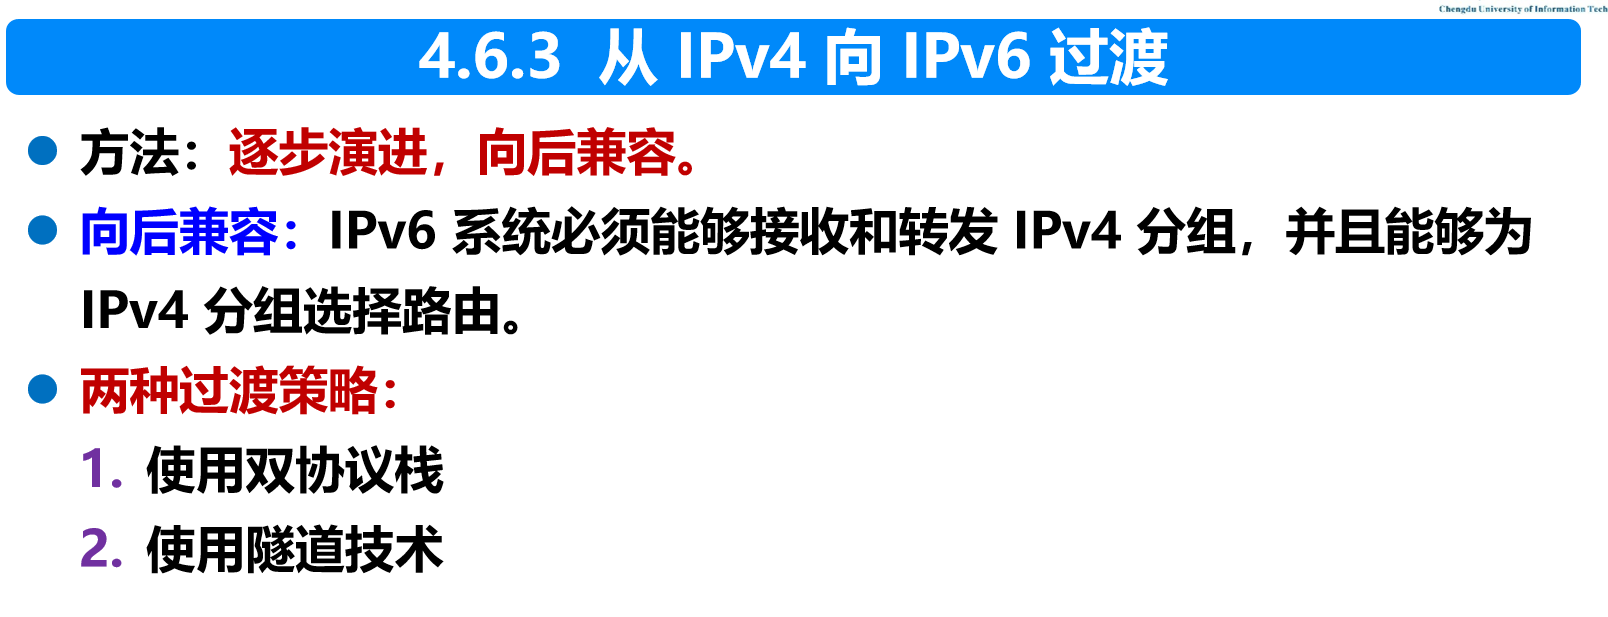 Chengdu University of Information Tech
4.6.3 从 IPv4 向 IPv6 过渡
方法：逐步演进，向后兼容。
向后兼容：IPv6 系统必须能够接收和转发 IPv4 分组，并且能够为
IPv4 分组选择路由。
两种过渡策略：
1. 使用双协议栈
2. 使用隧道技术